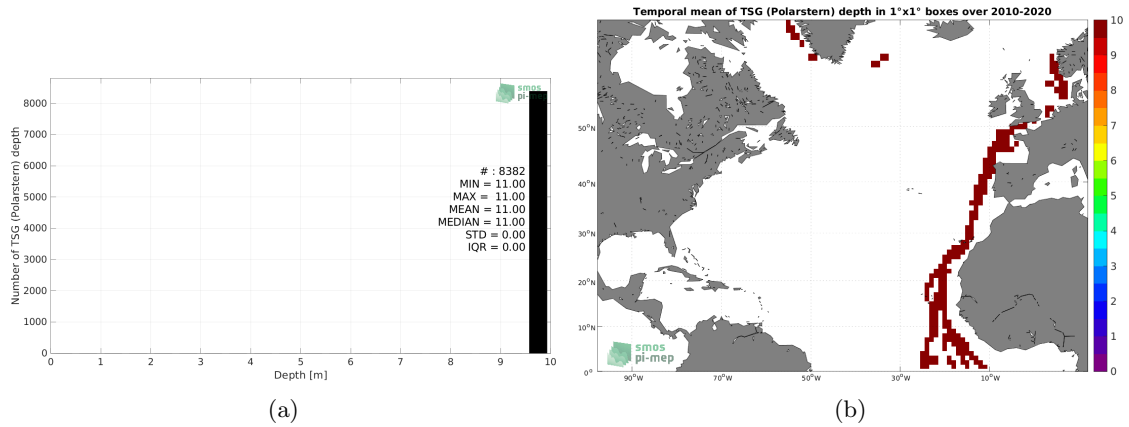 Temporal mean of TSG (Polarstern) depth in 1°x1° boxes over 2010-2020
smos
pi-mep
Number of TSG (Polarstern) depth
8000
7000
6000
5000
4000
3000
2000
1000
0
# : 8382
MIN = 11.00
MAX = 11.00
MEAN = 11.00
MEDIAN = 11.00
STD = 0.00
IQR = 0.00
0 1 2 3 4 5 6 7 8 9 10
Depth [m]
50°N
40°N
30°N
20°N
10°N
0°
90°W 70°W 50°W 30°W 10°W
smos
pi-mep
10
9
8
7
6
5
4
3
2
1
0
(a)
(b)